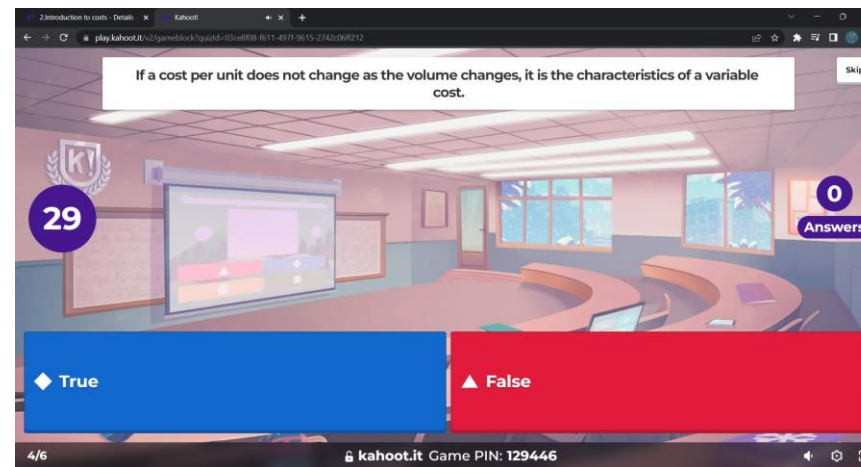 2.Introduction to costs - Details
Kahoot!
play.kahoot.it/v2/gameblock?quizId=03ce8f08-f611-497f-9615-2742c06ff212
If a cost per unit does not change as the volume changes, it is the characteristics of a variable
cost.
Skip
K!
29
0
Answers
True
False
4/6
kahoot.it Game PIN: 129446